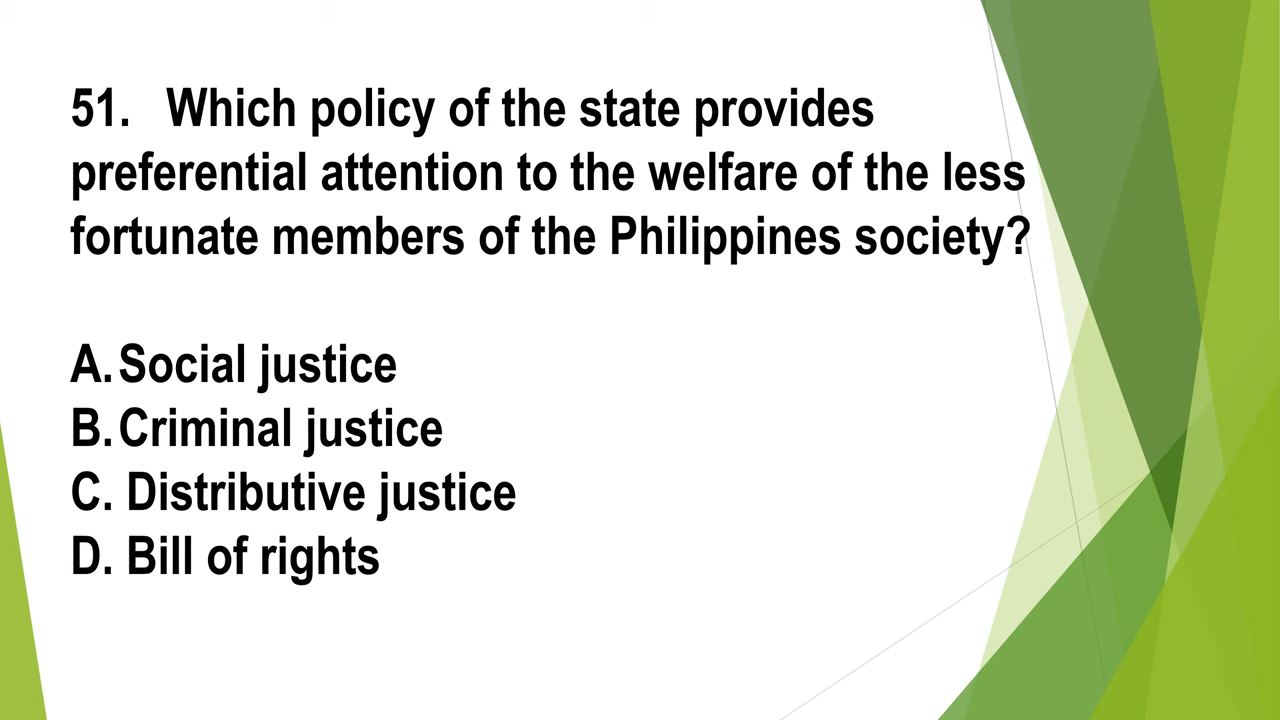 51. Which policy of the state provides
preferential attention to the welfare of the less
fortunate members of the Philippines society?
A. Social justice
B. Criminal justice
C. Distributive justice
D. Bill of rights